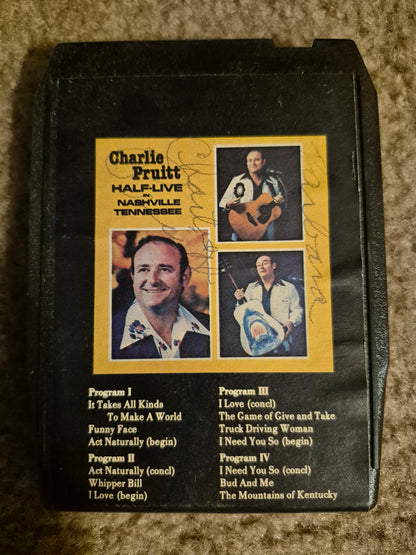 Charlie
Pruitt
HALF-LIVE
IN
NASHVILLE
TENNESSEE
Program I
It Takes All Kinds
To Make A World
Funny Face
Act Naturally (begin)
Program II
Act Naturally (concl)
Whipper Bill
I Love (begin)
Program III
I Love (concl)
The Game of Give and Take
Truck Driving Woman
I Need You So (begin)
Program IV
I Need You So (concl)
Bud And Me
The Mountains of Kentucky